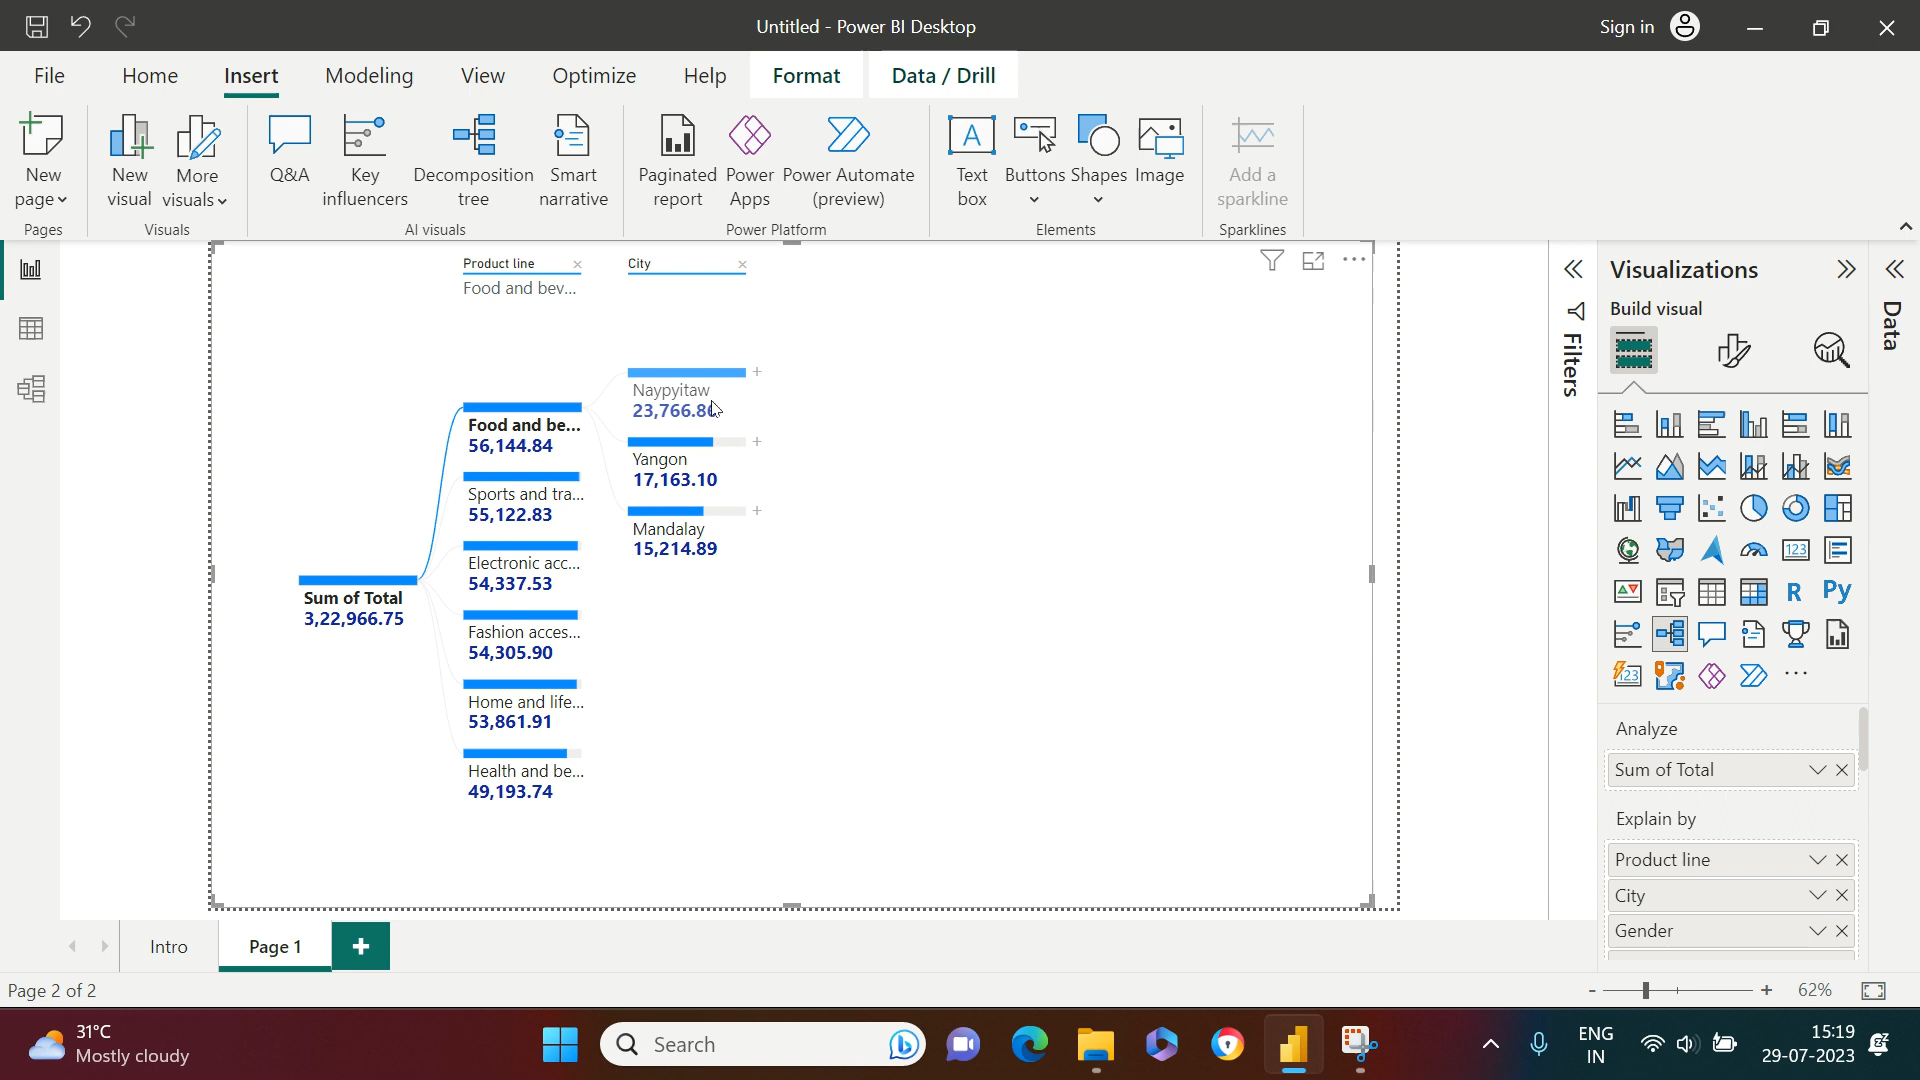 Untitled - Power BI Desktop
Sign in
File
Home
Insert
Modeling
View
Optimize
Help
Format
Data / Drill
New page
New visual
More visuals
Q&A
Key influencers
Decomposition tree
Smart narrative
Paginated report
Power Apps
Power Automate (preview)
Text box
Buttons
Shapes
Image
Add a sparkline
Pages
Visuals
AI visuals
Power Platform
Elements
Sparklines
Product line
Food and bev...
City
Sum of Total
3,22,966.75
Food and be...
56,144.84
Sports and tra...
55,122.83
Electronic acc...
54,337.53
Fashion acces...
54,305.90
Home and life...
53,861.91
Health and be...
49,193.74
Naypyitaw
Yangon
17,163.10
Mandalay
15,214.89
Filters
Visualizations
Build visual
123
R
Py
123
Analyze
Sum of Total
Explain by
Product line
City
Gender
Data
Intro
Page 1
Page 2 of 2
62%
31°C
Mostly cloudy
Search
ENG
IN
15:19
29-07-2023